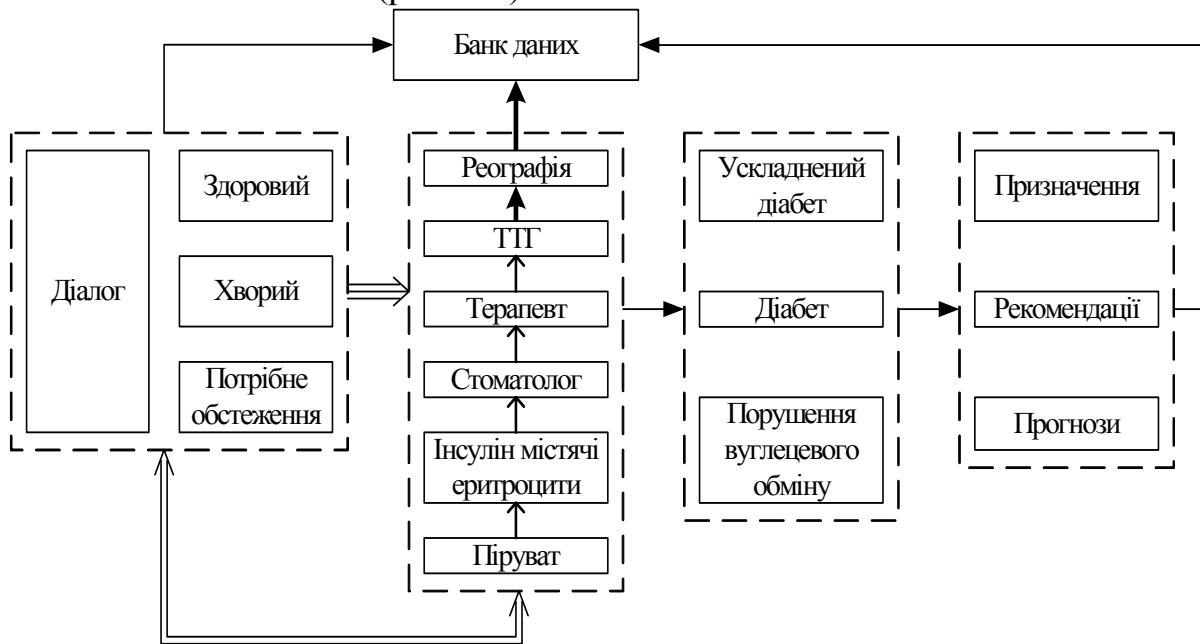 Банк даних
Діалог
Здоровий
Хворий
Потрібне
обстеження
Реографія
ТТГ
Терапевт
Стоматолог
Інсулін містячі
еритроцити
Піруват
Ускладнений
діабет
Діабет
Порушення
вуглецевого
обміну
Призначення
Рекомендації
Прогнози